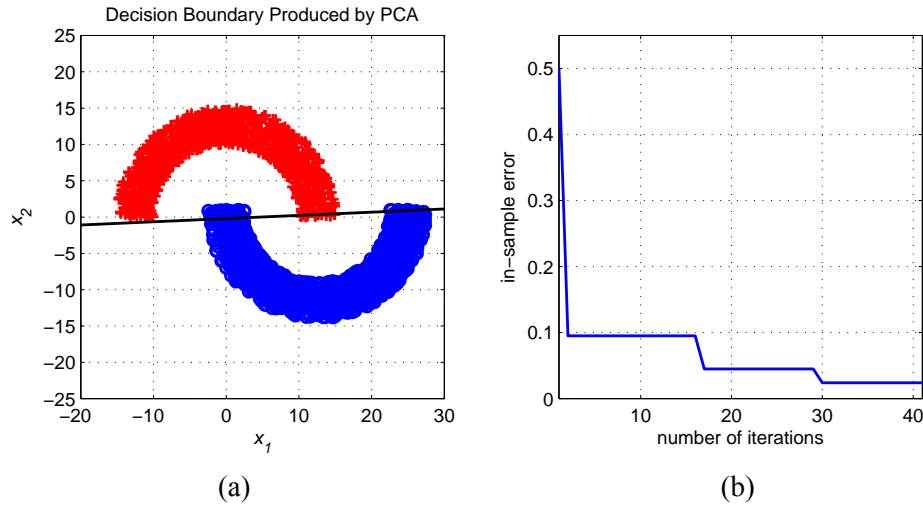 Decision Boundary Produced by PCA
25
20
15
10
5
0
−5
−10
−15
−20
−25
x2
−20 −10 0 10 20 30
x1
(a)
0.5
0.4
0.3
0.2
0.1
0
in−sample error
10 20 30 40
number of iterations
(b)